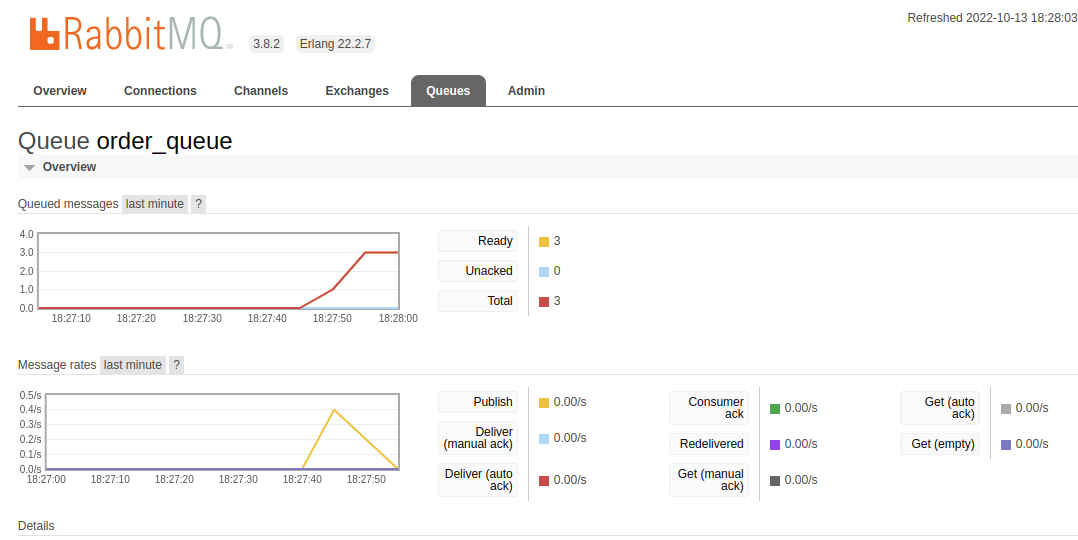 Refreshed 2022-10-13 18:28:03
RabbitMQ TM 3.8.2 Erlang 22.2.7
Overview Connections Channels Exchanges Queues Admin
Queue order_queue
Overview
Queued messages last minute ?
4.0
3.0
2.0
1.0
0.0
18:27:10 18:27:20 18:27:30 18:27:40 18:27:50 18:28:00
Ready 3
Unacked 0
Total 3
Message rates last minute ?
0.5/s
0.4/s
0.3/s
0.2/s
0.1/s
0.0/s
18:27:00 18:27:10 18:27:20 18:27:30 18:27:40 18:27:50
Publish 0.00/s
Deliver
(manual ack) 0.00/s
Deliver (auto
ack) 0.00/s
Consumer
ack 0.00/s
Redelivered 0.00/s
Get (manual
ack) 0.00/s
Get (auto
ack) 0.00/s
Get (empty) 0.00/s
Details